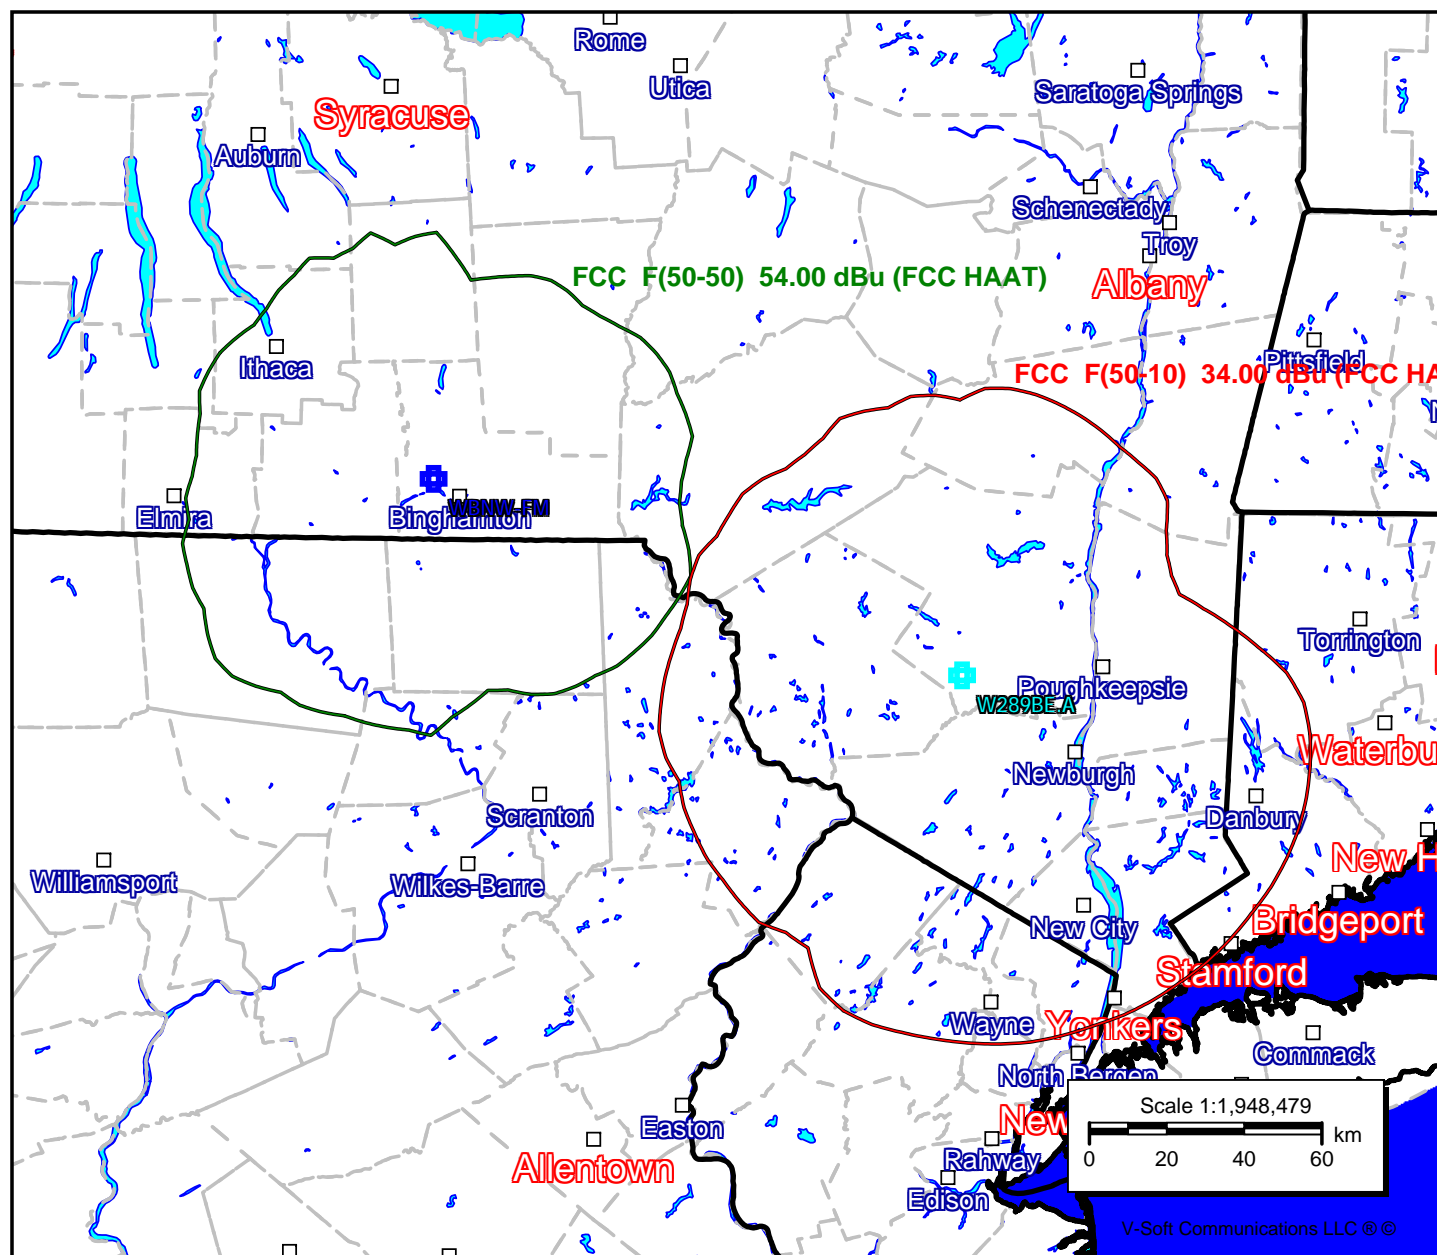 Rome
Utica
Saratoga Springs
Syracuse
Auburn
Schenectady
Troy
FCC F(50-50) 54.00 dBu (FCC HAAT)
Albany
Ithaca
Pittsfield
FCC F(50-10) 34.00 dBu (FCC HA
Elmira
Binghamton
WBNW-FM
Torrington
Poughkeepsie
W289BE.A
Waterbu
Newburgh
Scranton
Danbury
Williamsport
Wilkes-Barre
New H
New City
Bridgeport
Stamford
Wayne
Yonkers
Commack
North Bergen
Easton
New
Scale 1:1,948,479
km
0 20 40 60
Allentown
Rahway
Edison
V-Soft Communications LLC ® ©